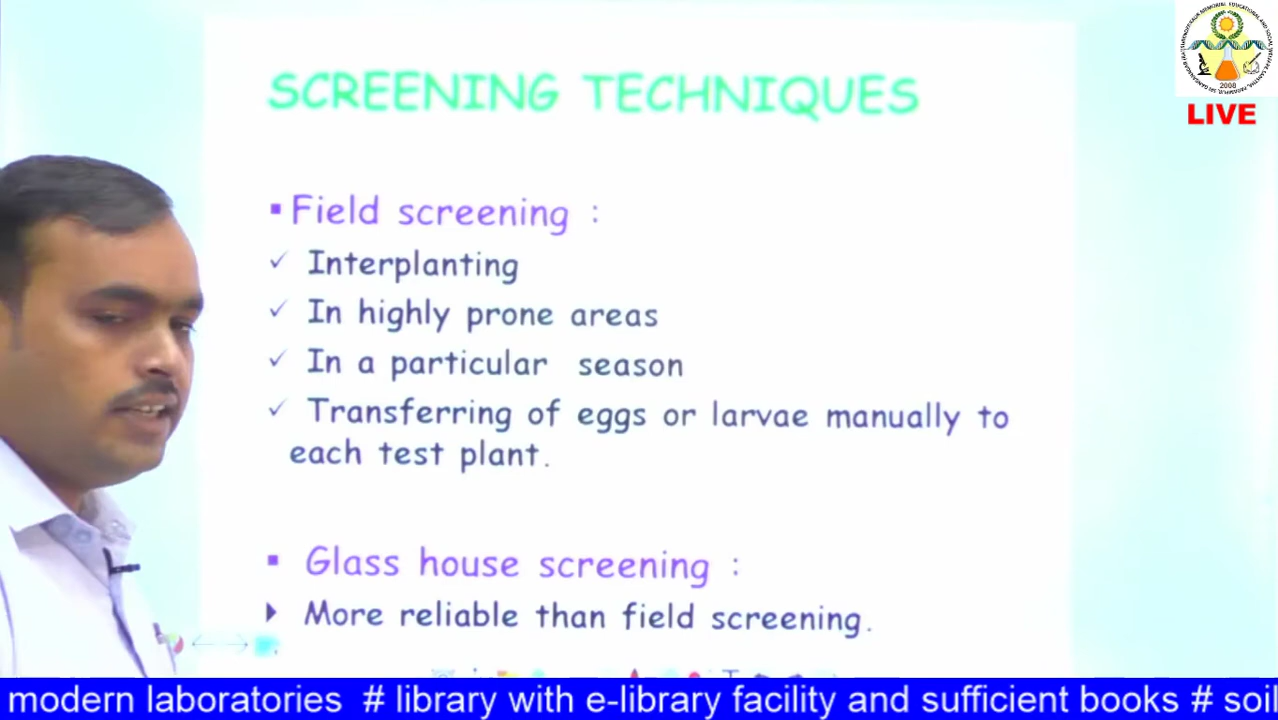 SCREENING TECHNIQUES
2008
LIVE
▪ Field screening :
✓ Interplanting
✓ In highly prone areas
✓ In a particular season
✓ Transferring of eggs or larvae manually to
each test plant.
▪ Glass house screening :
More reliable than field screening.
modern laboratories # library with e-library facility and sufficient books # soil